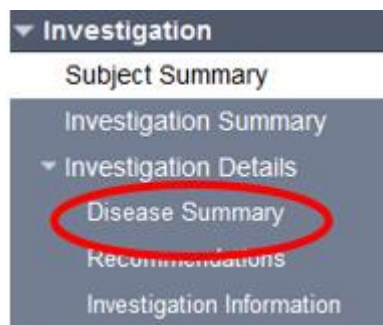 Investigation
Subject Summary
Investigation Summary
Investigation Details
Disease Summary
Recommendations
Investigation Information